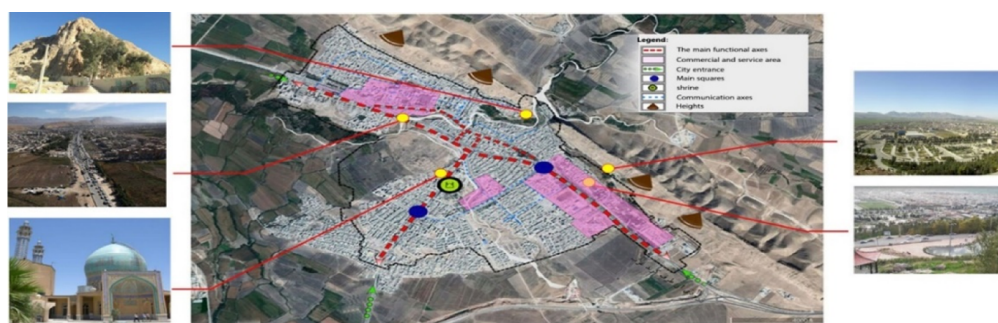 Legend:
The main functional axes
Commercial and service area
City entrance
Main squares
shrine
Communication axes
Heights